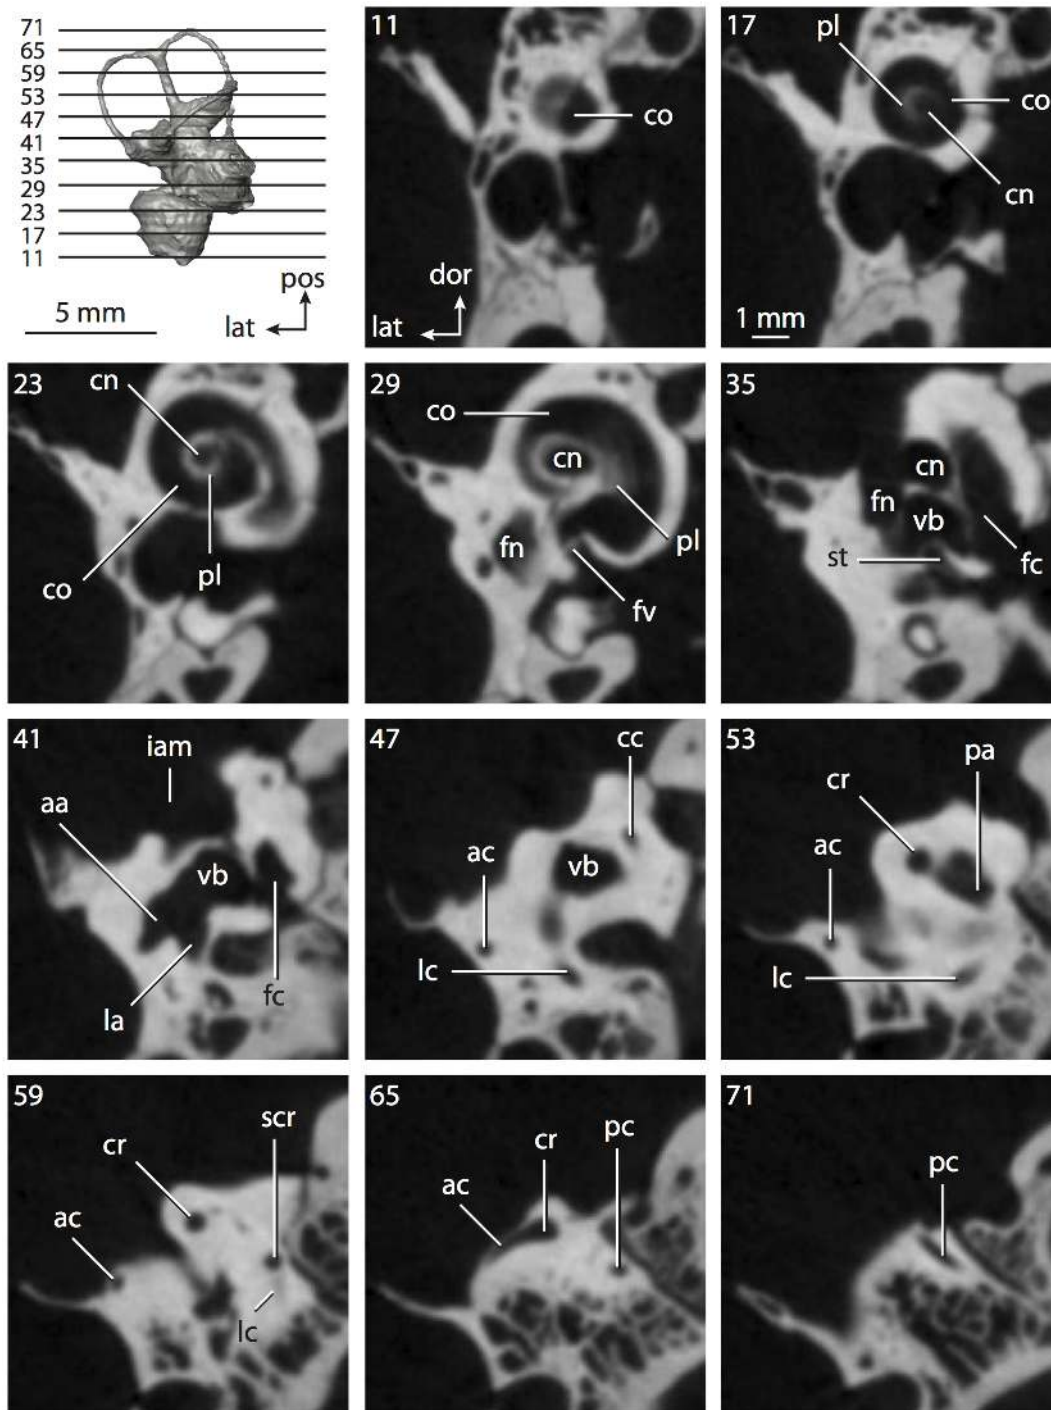 71
65
59
53
47
41
35
29
23
17
11
5 mm
pos
lat
11
co
dor
lat
17
pl
co
cn
1 mm
23
cn
co
pl
29
co
cn
fn
pl
fv
35
cn
fn
vb
st
fc
41
iam
aa
vb
la
fc
47
cc
ac
vb
lc
53
pa
cr
ac
lc
59
scr
cr
ac
lc
65
pc
cr
ac
71
pc